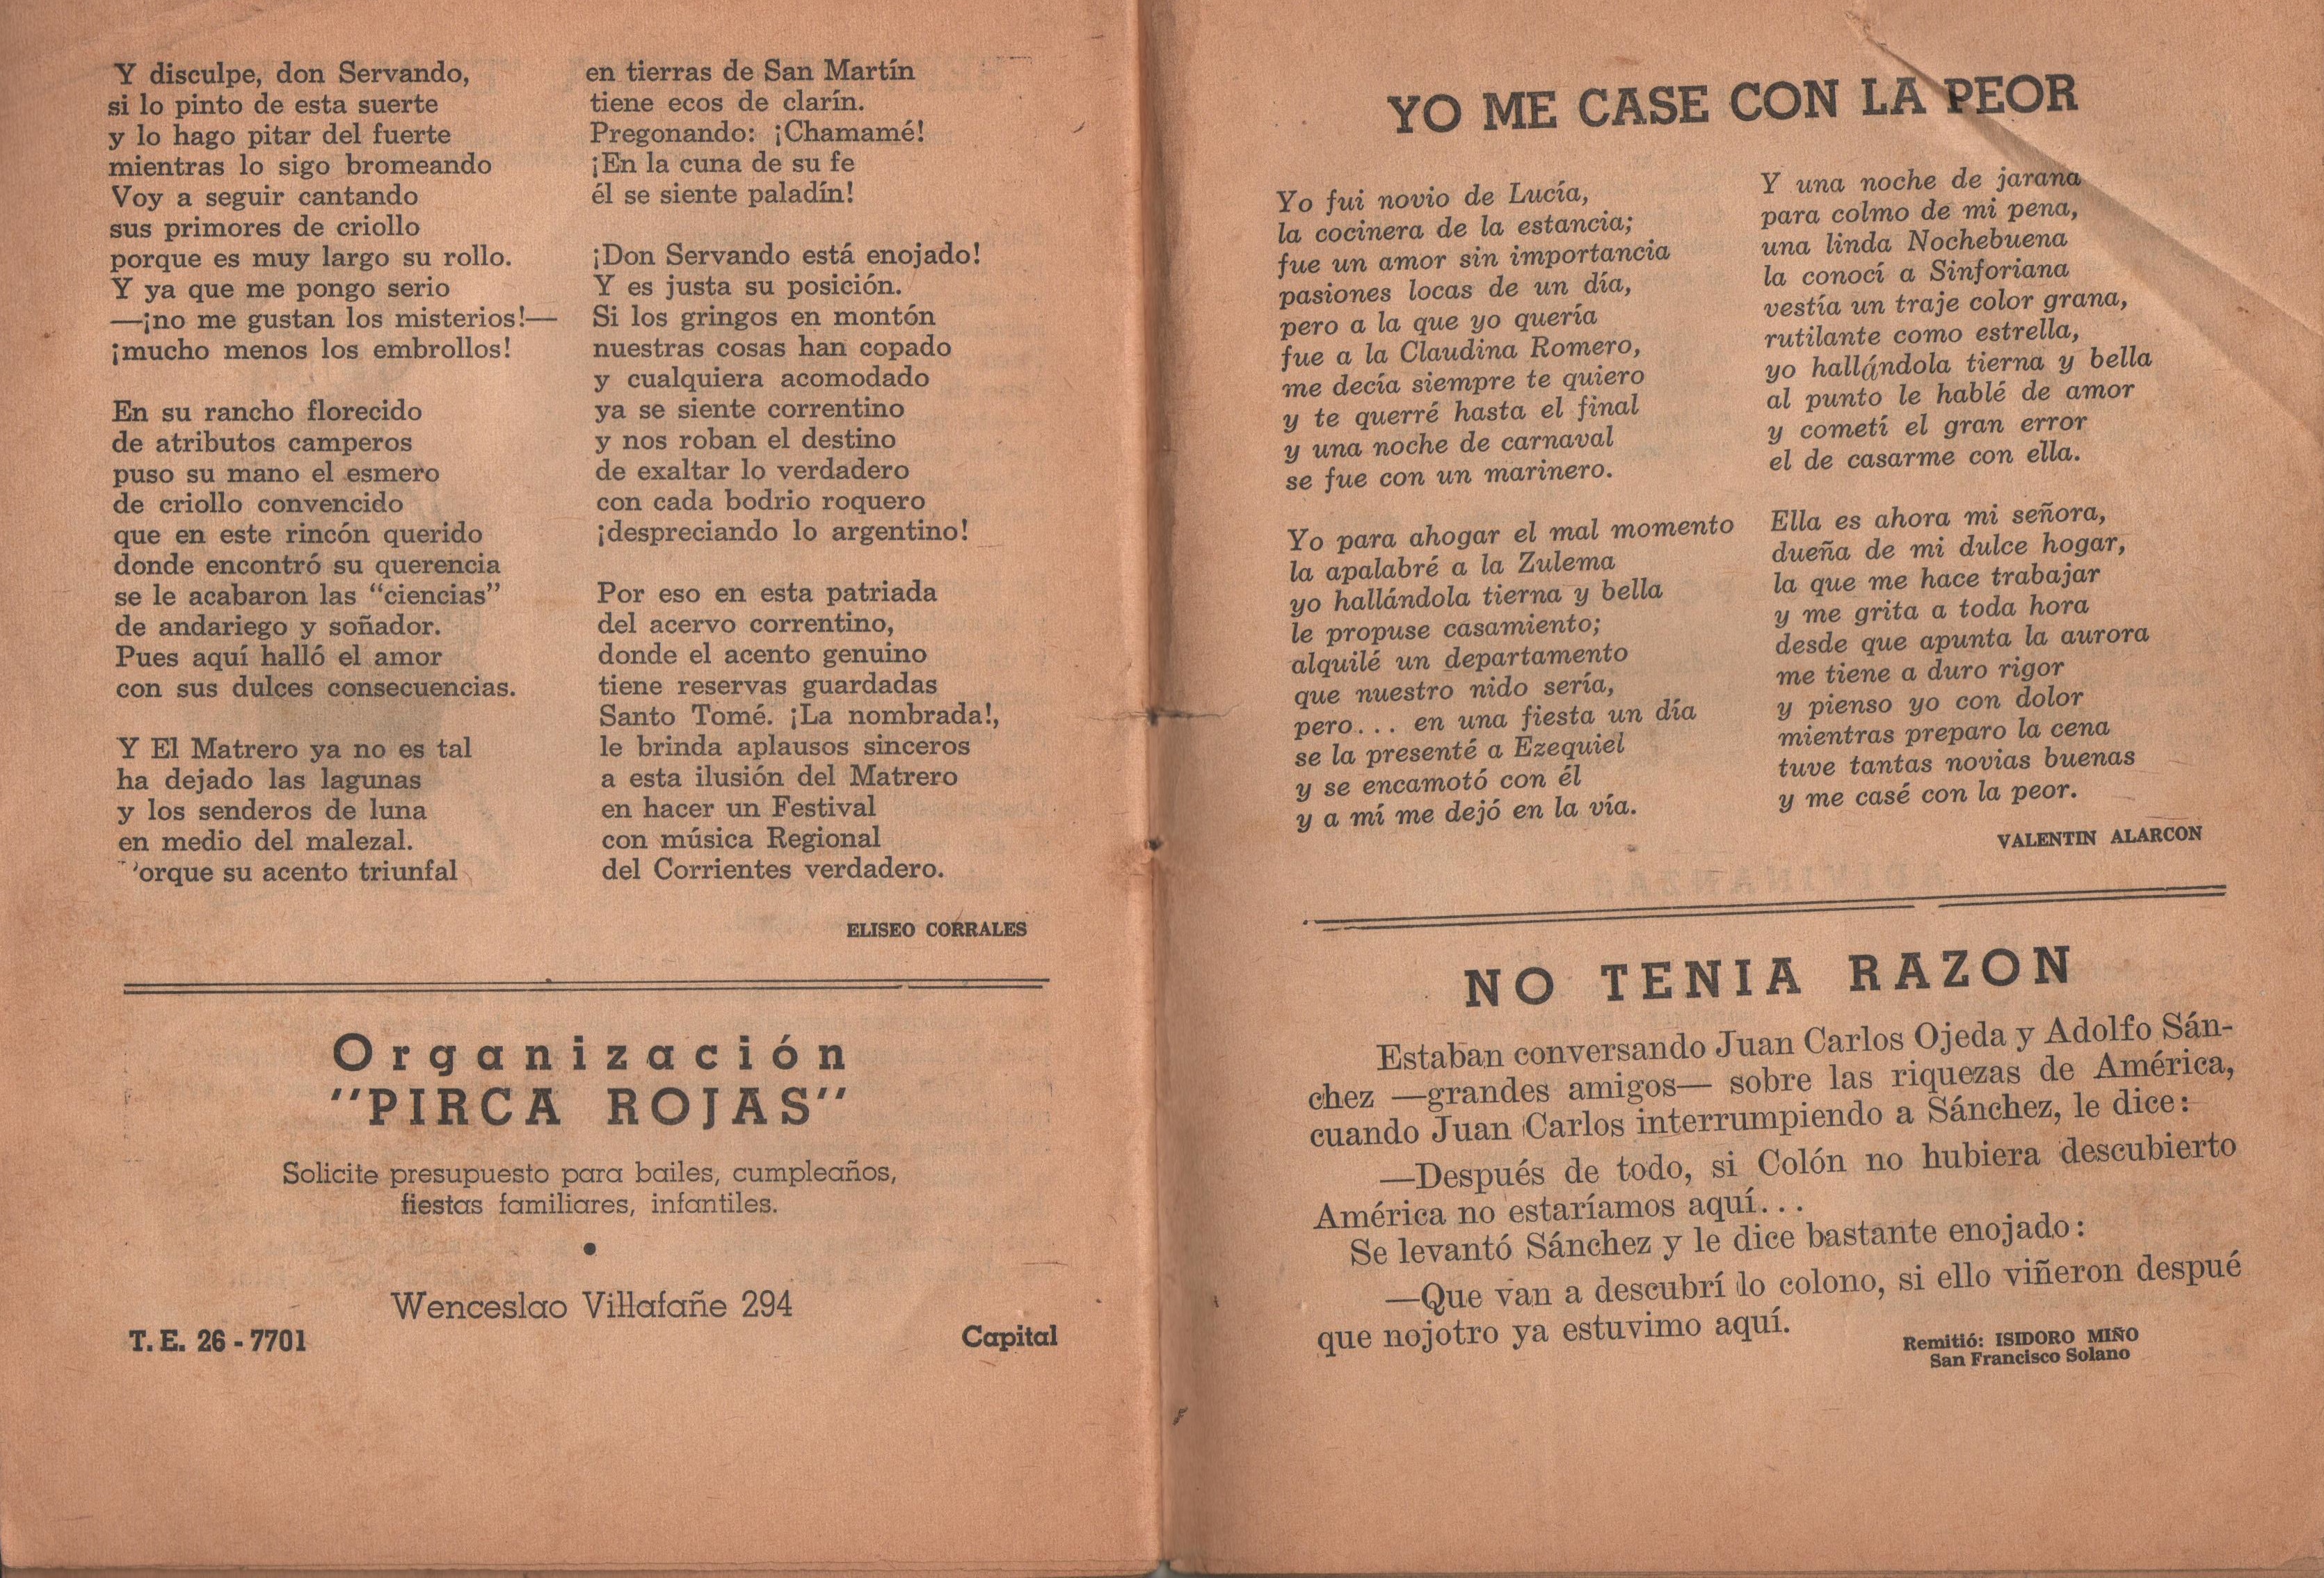 Y disculpe, don Servando,
si lo pinto de esta suerte
y lo hago pitar del fuerte
mientras lo sigo bromeando
Voy a seguir cantando
sus primores de criollo
porque es muy largo su rollo.
Y ya que me pongo serio
—¡no me gustan los misterios!—
¡mucho menos los embrollos!
En su rancho florecido
de atributos camperos
puso su mano el esmero
de criollo convencido
que en este rincón querido
donde encontró su querencia
se le acabaron las “ciencias”
de andariego y soñador.
Pues aquí halló el amor
con sus dulces consecuencias.
Y El Matrero ya no es tal
ha dejado las lagunas
y los senderos de luna
en medio del malezal.
'orque su acento triunfal
en tierras de San Martín
tiene ecos de clarín.
Pregonando: ¡Chamamé!
¡En la cuna de su fe
él se siente paladín!
¡Don Servando está enojado!
Y es justa su posición.
Si los gringos en montón
nuestras cosas han copado
y cualquiera acomodado
ya se siente correntino
y nos roban el destino
de exaltar lo verdadero
con cada bodrio roquero
¡despreciando lo argentino!
Por eso en esta patriada
del acervo correntino,
donde el acento genuino
tiene reservas guardadas
Santo Tomé. ¡La nombrada!,
le brinda aplausos sinceros
a esta ilusión del Matrero
en hacer un Festival
con música Regional
del Corrientes verdadero.
ELISEO CORRALES
Organización
"PIRCA ROJAS"
Solicite presupuesto para bailes, cumpleaños,
fiestas familiares, infantiles.
•
Wenceslao Villafañe 294
T. E. 26 - 7701 Capital
YO ME CASE CON LA PEOR
Yo fui novio de Lucía,
la cocinera de la estancia;
fue un amor sin importancia
pasiones locas de un día,
pero a la que yo quería
fue a la Claudina Romero,
me decía siempre te quiero
y te querré hasta el final
y una noche de carnaval
se fue con un marinero.
Yo para ahogar el mal momento
la apalabré a la Zulema
yo hallándola tierna y bella
le propuse casamiento;
alquilé un departamento
que nuestro nido sería,
pero... en una fiesta un día
se la presenté a Ezequiel
y se encamotó con él
y a mí me dejó en la vía.
Y una noche de jarana
para colmo de mi pena,
una linda Nochebuena
la conocí a Sinforiana
vestía un traje color grana,
rutilante como estrella,
yo hallándola tierna y bella
al punto le hablé de amor
y cometí el gran error
el de casarme con ella.
Ella es ahora mi señora,
dueña de mi dulce hogar,
la que me hace trabajar
y me grita a toda hora
desde que apunta la aurora
me tiene a duro rigor
y pienso yo con dolor
mientras preparo la cena
tuve tantas novias buenas
y me casé con la peor.
VALENTIN ALARCON
NO TENIA RAZON
Estaban conversando Juan Carlos Ojeda y Adolfo Sán-
chez —grandes amigos— sobre las riquezas de América,
cuando Juan Carlos interrumpiendo a Sánchez, le dice:
—Después de todo, si Colón no hubiera descubierto
América no estaríamos aquí...
Se levantó Sánchez y le dice bastante enojado:
—Que van a descubrí lo colono, si ello viñeron despué
que nojotro ya estuvimo aquí.
Remitió: ISIDORO MIÑO
San Francisco Solano